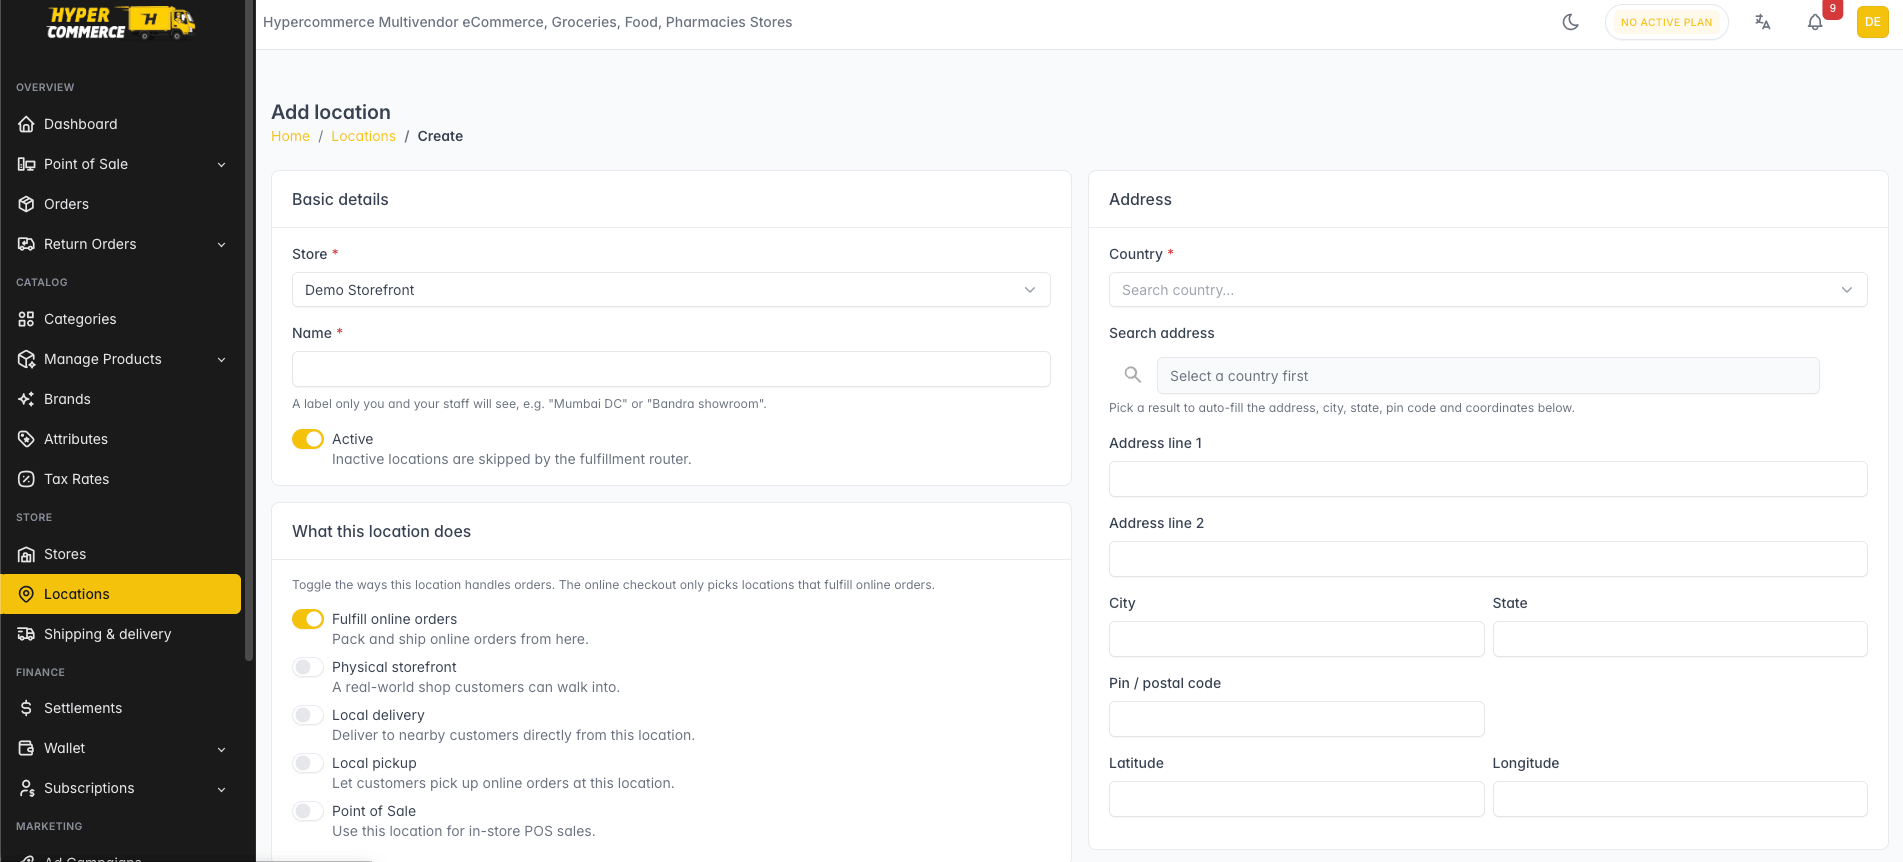 HYPER
COMMERCE
H
Hypercommerce Multivendor eCommerce, Groceries, Food, Pharmacies Stores
NO ACTIVE PLAN
9
DE
OVERVIEW
Dashboard
Point of Sale
Orders
Return Orders
CATALOG
Categories
Manage Products
Brands
Attributes
Tax Rates
STORE
Stores
Locations
Shipping & delivery
FINANCE
Settlements
Wallet
Subscriptions
MARKETING
Ad Campaigns
Add location
Home / Locations / Create
Basic details
Store *
Demo Storefront
Name *
A label only you and your staff will see, e.g. "Mumbai DC" or "Bandra showroom".
Active
Inactive locations are skipped by the fulfillment router.
What this location does
Toggle the ways this location handles orders. The online checkout only picks locations that fulfill online orders.
Fulfill online orders
Pack and ship online orders from here.
Physical storefront
A real-world shop customers can walk into.
Local delivery
Deliver to nearby customers directly from this location.
Local pickup
Let customers pick up online orders at this location.
Point of Sale
Use this location for in-store POS sales.
Address
Country *
Search country...
Search address
Select a country first
Pick a result to auto-fill the address, city, state, pin code and coordinates below.
Address line 1
Address line 2
City
State
Pin / postal code
Latitude
Longitude